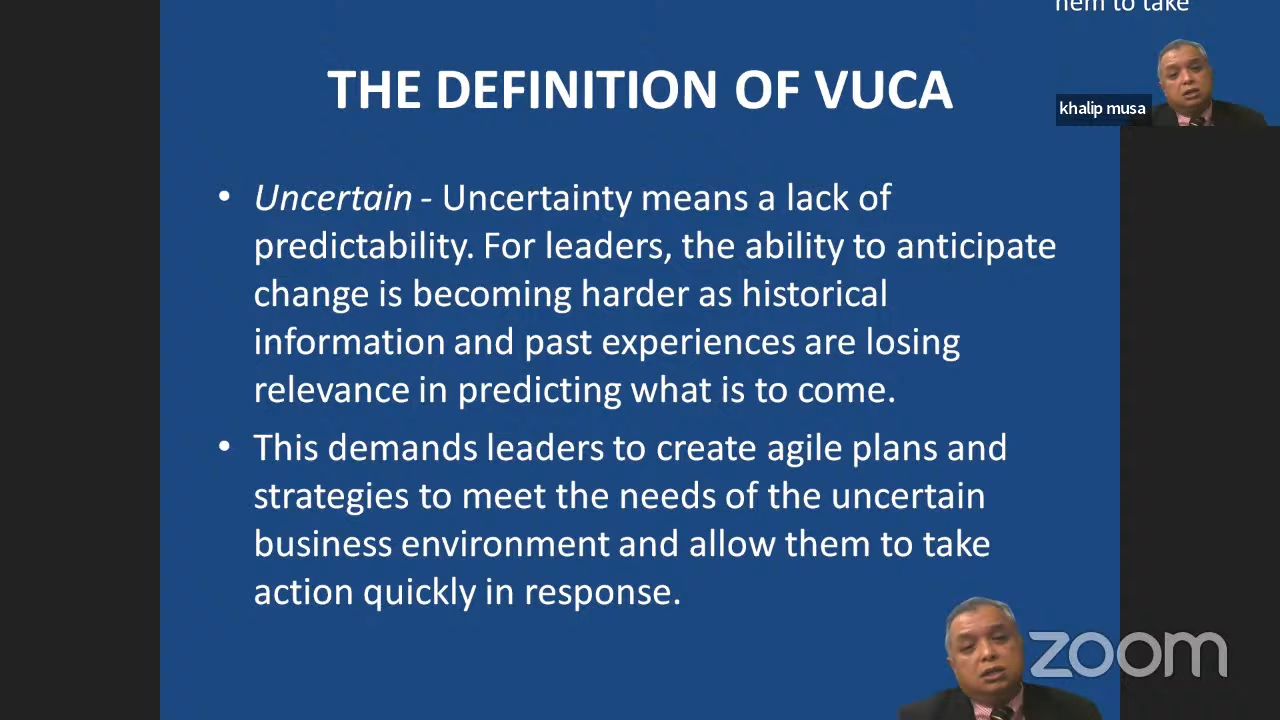 hem to take
THE DEFINITION OF VUCA
khalip musa
• Uncertain - Uncertainty means a lack of
predictability. For leaders, the ability to anticipate
change is becoming harder as historical
information and past experiences are losing
relevance in predicting what is to come.
• This demands leaders to create agile plans and
strategies to meet the needs of the uncertain
business environment and allow them to take
action quickly in response.
zoom